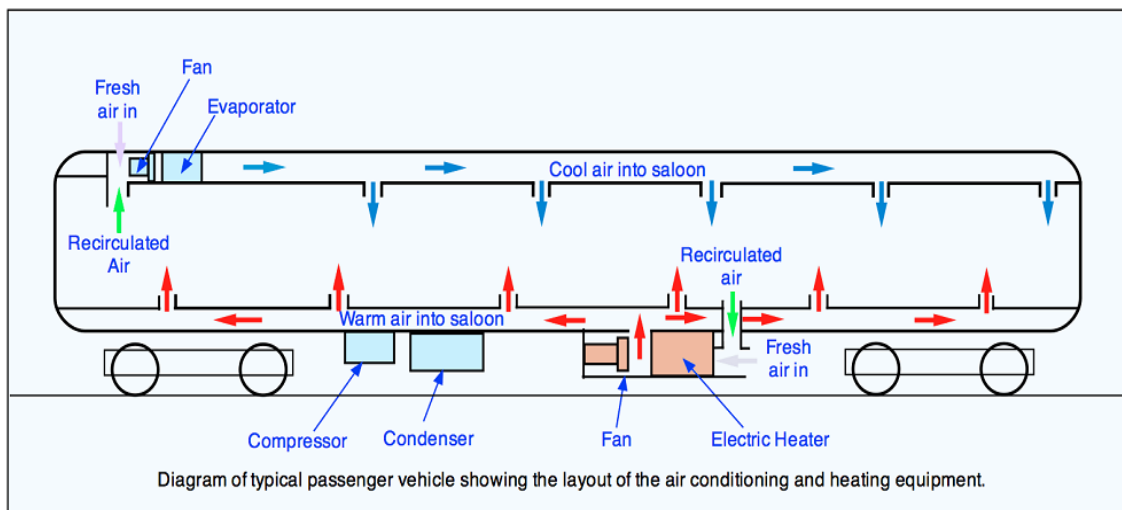 Fan
Fresh
air in
Evaporator
Cool air into saloon
Recirculated
Air
Recirculated
air
Warm air into saloon
Fresh
air in
Compressor
Condenser
Fan
Electric Heater
Diagram of typical passenger vehicle showing the layout of the air conditioning and heating equipment.